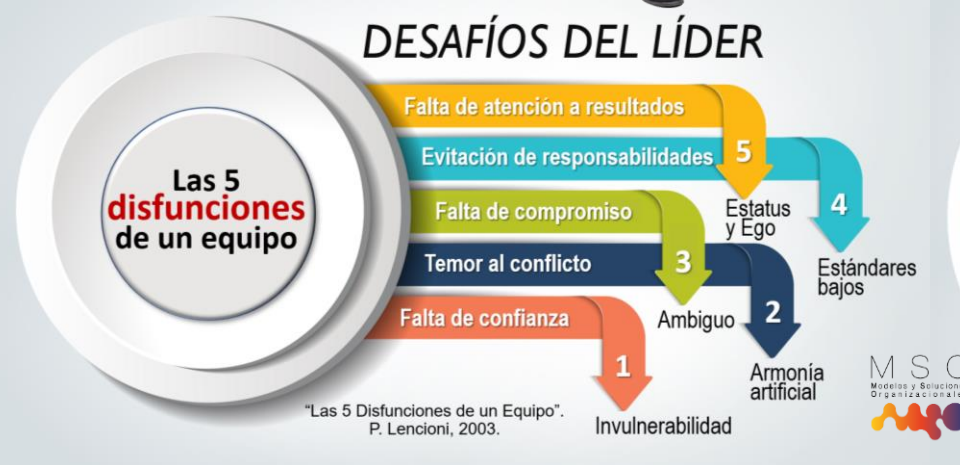 DESAFÍOS DEL LÍDER
Las 5
disfunciones
de un equipo
Falta de atención a resultados
5
Estatus
y Ego
Evitación de responsabilidades
4
Estándares
bajos
Falta de compromiso
3
Ambiguo
Temor al conflicto
2
Armonía
artificial
Falta de confianza
1
Invulnerabilidad
“Las 5 Disfunciones de un Equipo”.
P. Lencioni, 2003.
M S O
Modelos y Solucione
Organizacionale